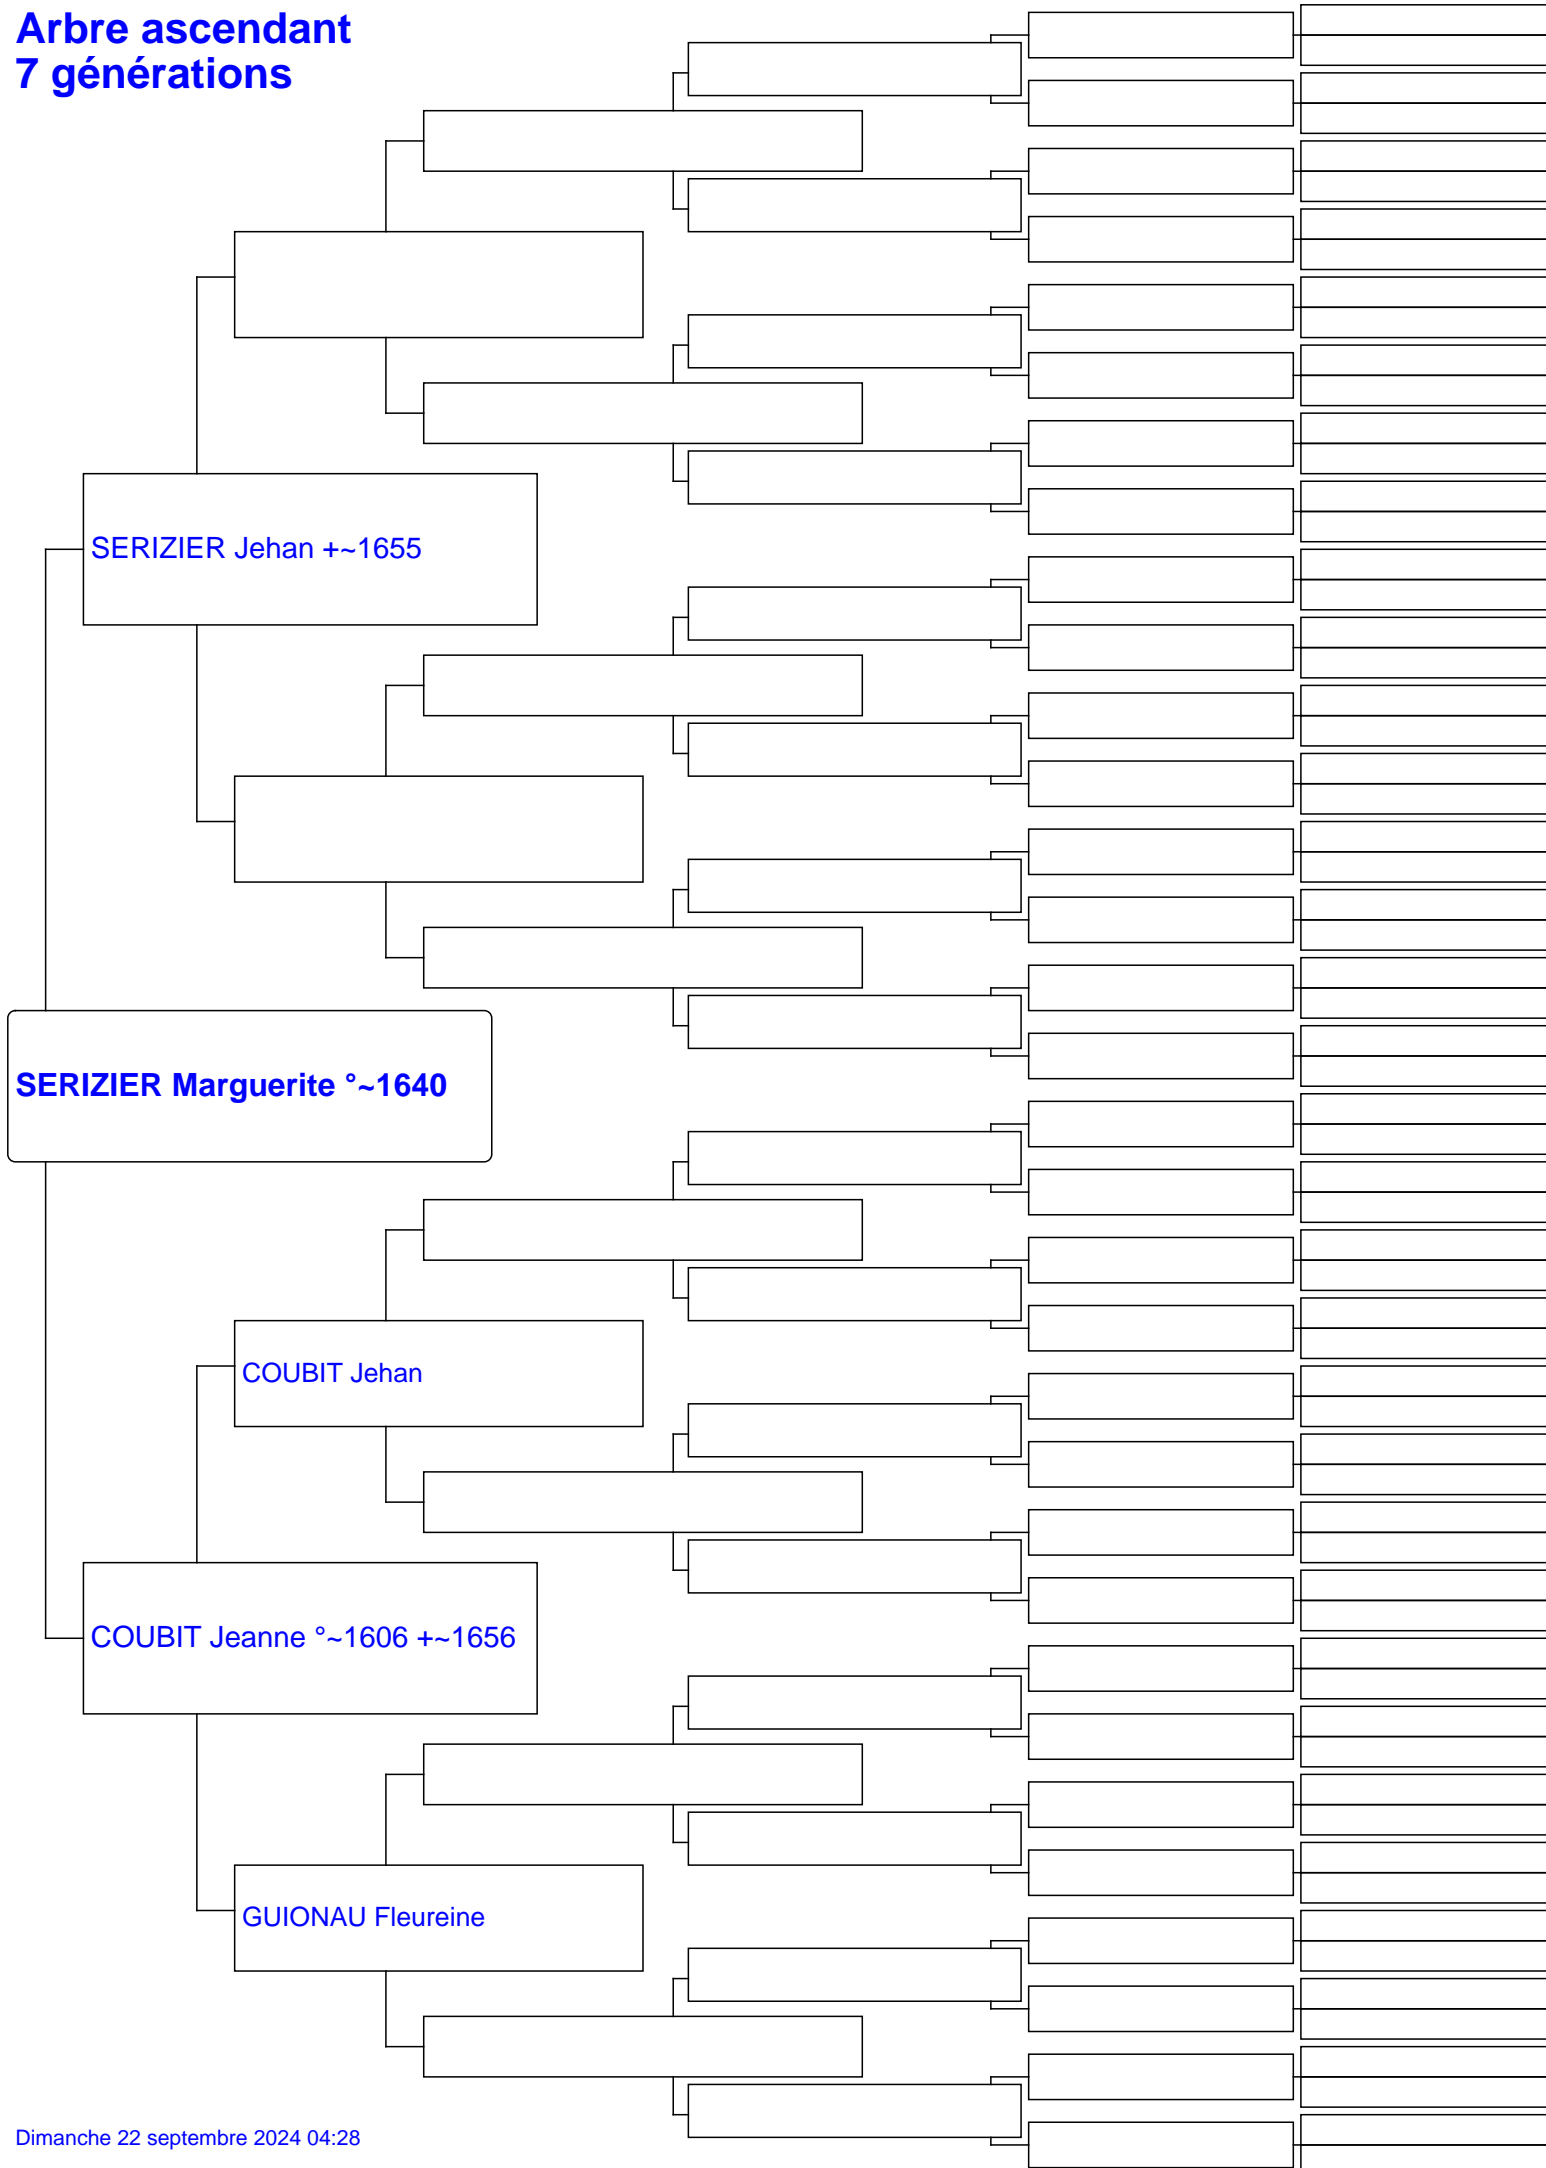 Arbre ascendant
7 générations
SERIZIER Jehan +~1655
SERIZIER Marguerite °~1640
COUBIT Jehan
COUBIT Jeanne °~1606 +~1656
GUIONAU Fleureine
Dimanche 22 septembre 2024 04:28